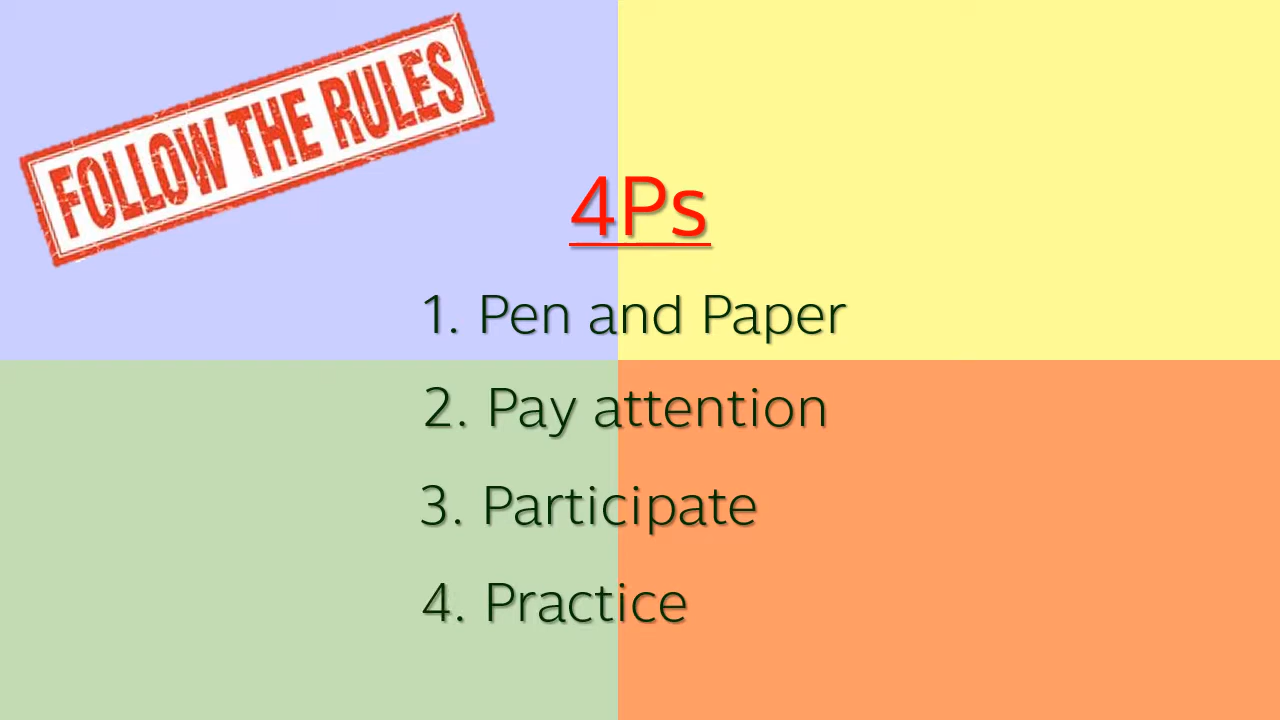 FOLLOW THE RULES
4Ps
1. Pen and Paper
2. Pay attention
3. Participate
4. Practice